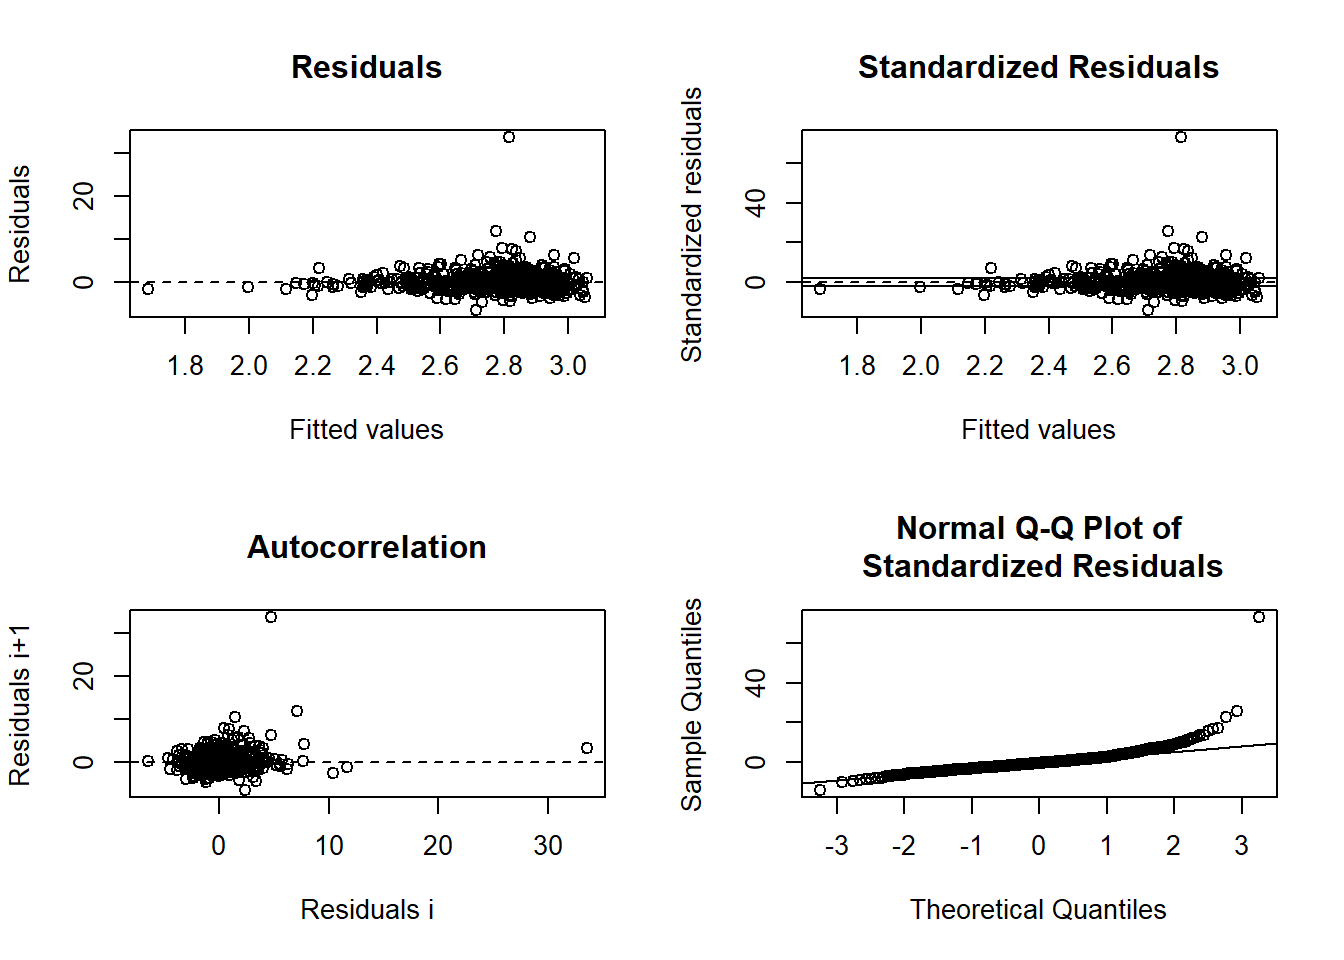 Residuals
Residuals
0
20
1.8 2.0 2.2 2.4 2.6 2.8 3.0
Fitted values
Standardized Residuals
Standardized residuals
0
40
1.8 2.0 2.2 2.4 2.6 2.8 3.0
Fitted values
Autocorrelation
Residuals i+1
0
20
0 10 20 30
Residuals i
Normal Q-Q Plot of
Standardized Residuals
Sample Quantiles
0
40
-3 -2 -1 0 1 2 3
Theoretical Quantiles